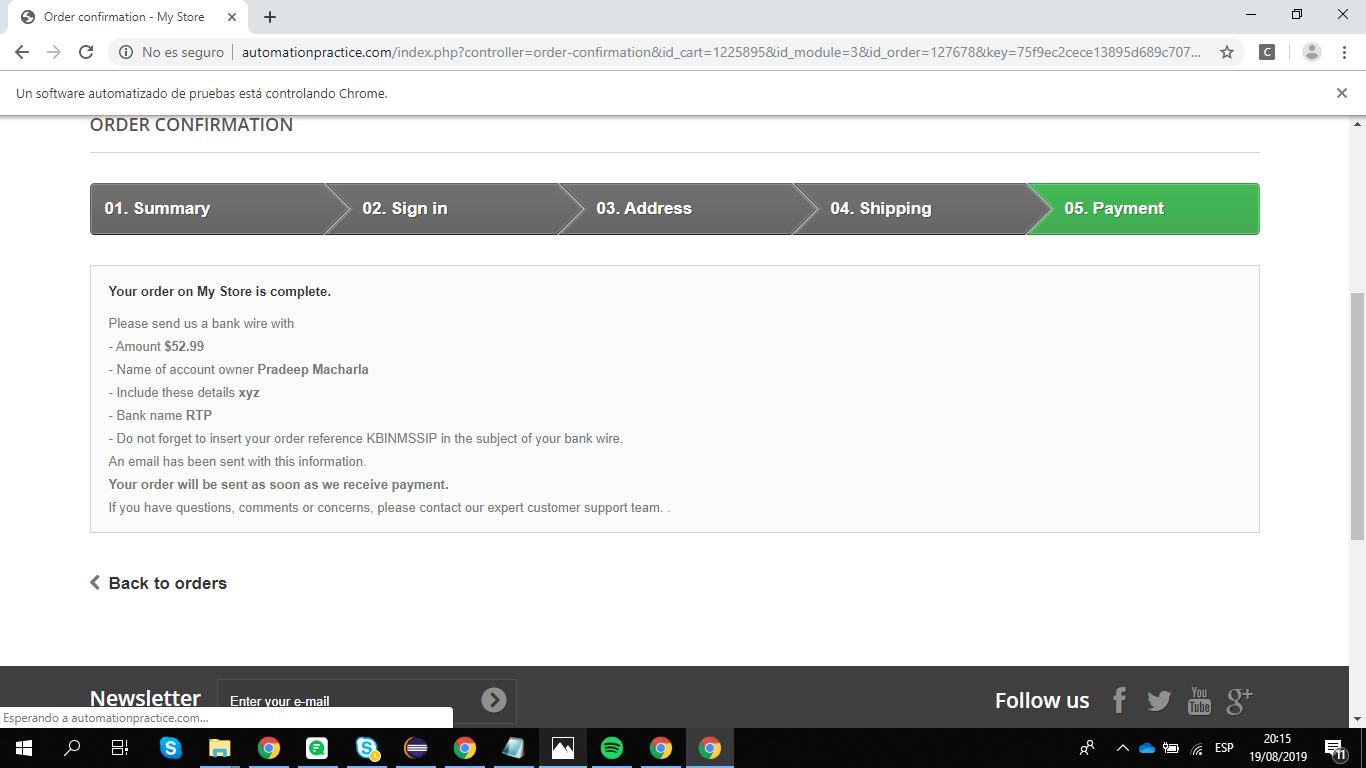 Order confirmation - My Store
No es seguro | automationpractice.com/index.php?controller=order-confirmation&id_cart=1225895&id_module=3&id_order=127678&key=75f9ec2cece13895d689c707...
C
Un software automatizado de pruebas está controlando Chrome.
ORDER CONFIRMATION
01. Summary 02. Sign in 03. Address 04. Shipping 05. Payment
Your order on My Store is complete.
Please send us a bank wire with
- Amount $52.99
- Name of account owner Pradeep Macharla
- Include these details xyz
- Bank name RTP
- Do not forget to insert your order reference KBINMSSIP in the subject of your bank wire.
An email has been sent with this information.
Your order will be sent as soon as we receive payment.
If you have questions, comments or concerns, please contact our expert customer support team. .
Back to orders
Newsletter Enter your e-mail Follow us You Tube g+
Esperando a automationpractice.com...
ESP 20:15
19/08/2019 11